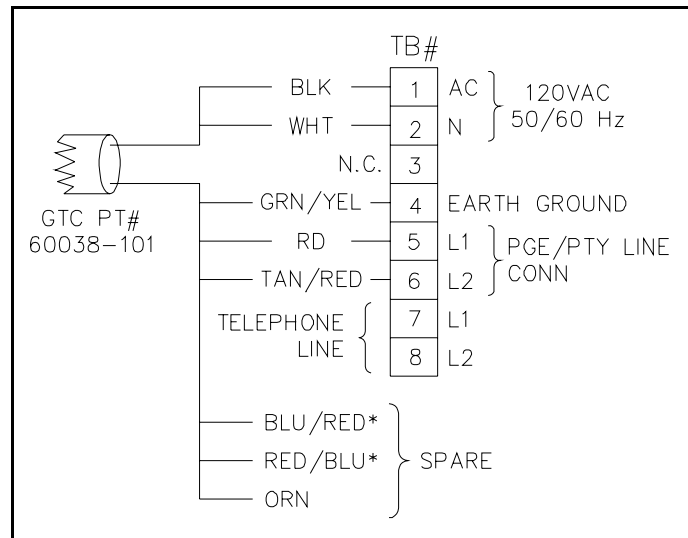 TB#
BLK 1 AC
120VAC
WHT 2 N
50/60 Hz
N.C. 3
GRN/YEL 4 EARTH GROUND
GTC PT#
60038-101
RD 5 L1
PGE/PTY LINE
CONN
TAN/RED 6 L2
TELEPHONE
LINE
7 L1
8 L2
BLU/RED*
RED/BLU* SPARE
ORN